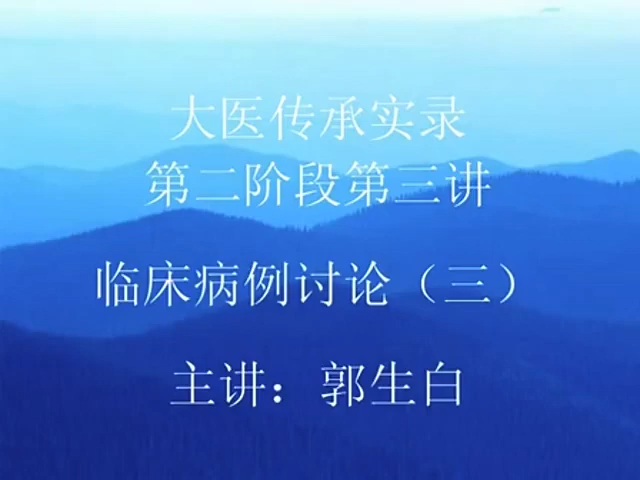 大医传承实录
第二阶段第三讲
临床病例讨论（三）
主讲：郭生白